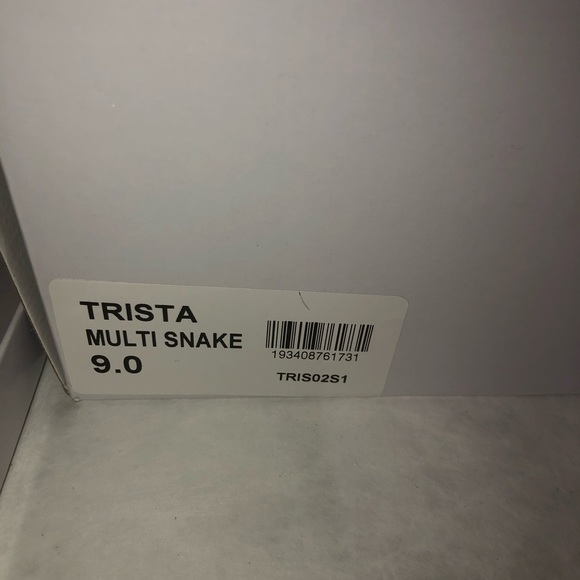 TRISTA
MULTI SNAKE
9.0
193408761731
TRIS02S1